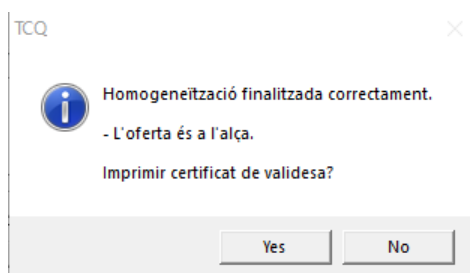 TCQ
Homogeneïtzació finalitzada correctament.
- L'oferta és a l'alça.
Imprimir certificat de validesa?
Yes
No